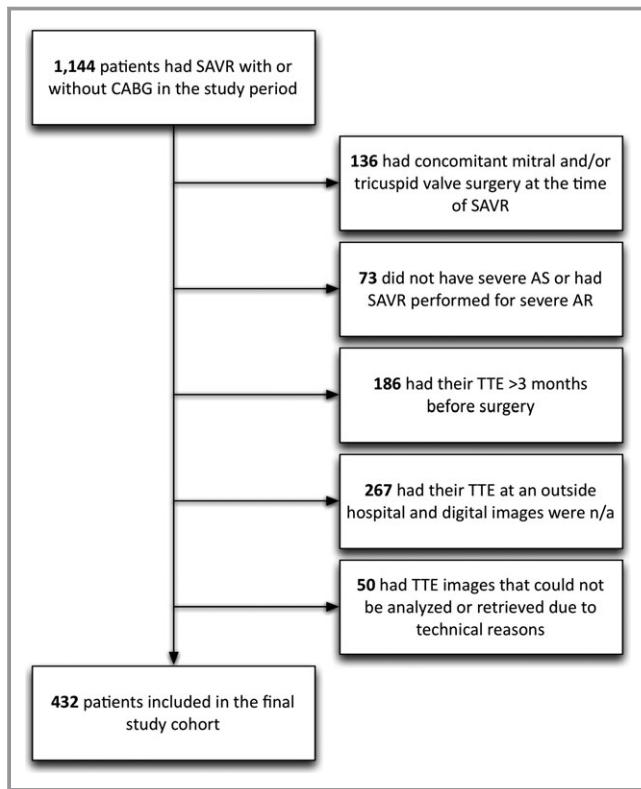 1,144 patients had SAVR with or
without CABG in the study period
136 had concomitant mitral and/or
tricuspid valve surgery at the time
of SAVR
73 did not have severe AS or had
SAVR performed for severe AR
186 had their TTE >3 months
before surgery
267 had their TTE at an outside
hospital and digital images were n/a
50 had TTE images that could not
be analyzed or retrieved due to
technical reasons
432 patients included in the final
study cohort